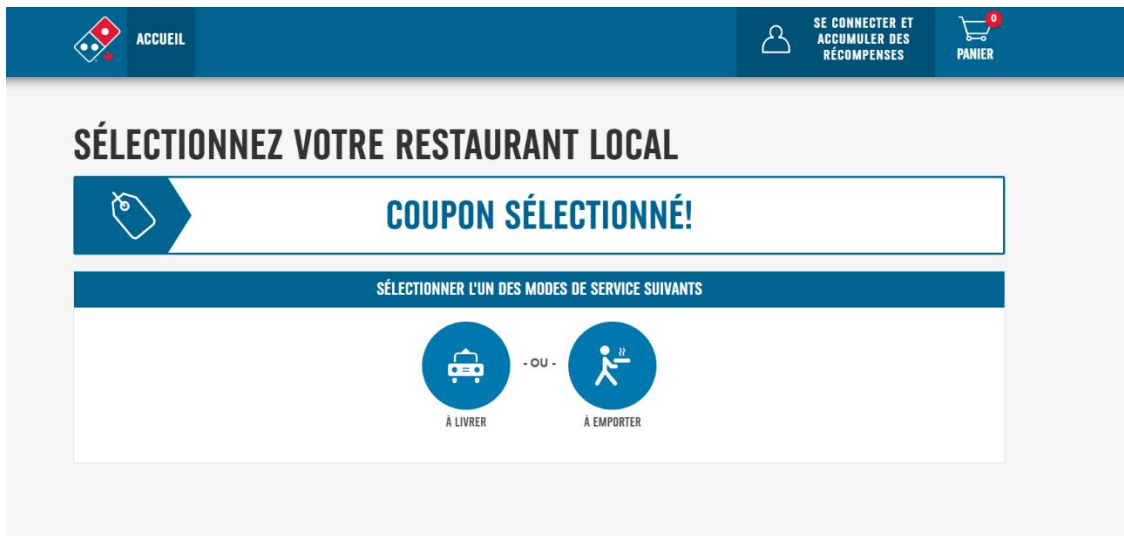 ACCUEIL
SE CONNECTER ET
ACCUMULER DES
RÉCOMPENSES
0
PANIER
SÉLECTIONNEZ VOTRE RESTAURANT LOCAL
COUPON SÉLECTIONNÉ!
SÉLECTIONNER L'UN DES MODES DE SERVICE SUIVANTS
- OU -
À LIVRER
À EMPORTER